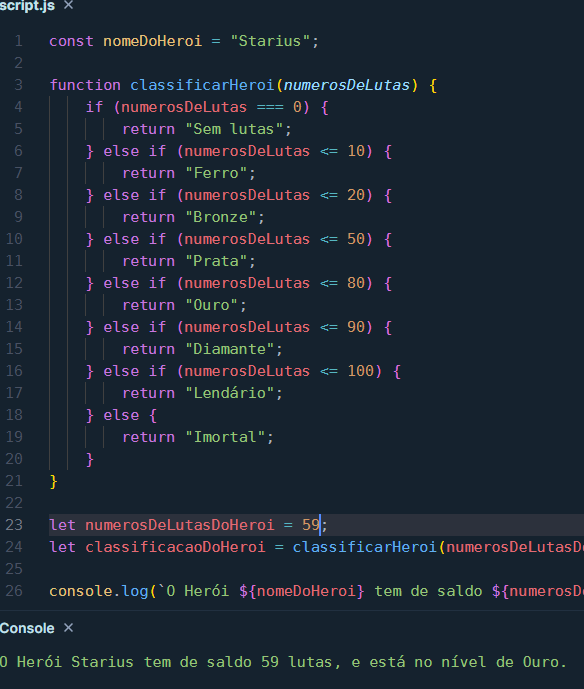 script.js ×
1 const nomeDoHeroi = "Starius";
2
3 function classificarHeroi(numerosDeLutas) {
4 if (numerosDeLutas === 0) {
5 return "Sem lutas";
6 } else if (numerosDeLutas <= 10) {
7 return "Ferro";
8 } else if (numerosDeLutas <= 20) {
9 return "Bronze";
10 } else if (numerosDeLutas <= 50) {
11 return "Prata";
12 } else if (numerosDeLutas <= 80) {
13 return "Ouro";
14 } else if (numerosDeLutas <= 90) {
15 return "Diamante";
16 } else if (numerosDeLutas <= 100) {
17 return "Lendário";
18 } else {
19 return "Imortal";
20 }
21 }
22
23 let numerosDeLutasDoHeroi = 59;
24 let classificacaoDoHeroi = classificarHeroi(numerosDeLutasD
25
26 console.log(`O Herói ${nomeDoHeroi} tem de saldo ${numerosD
Console ×
O Herói Starius tem de saldo 59 lutas, e está no nível de Ouro.